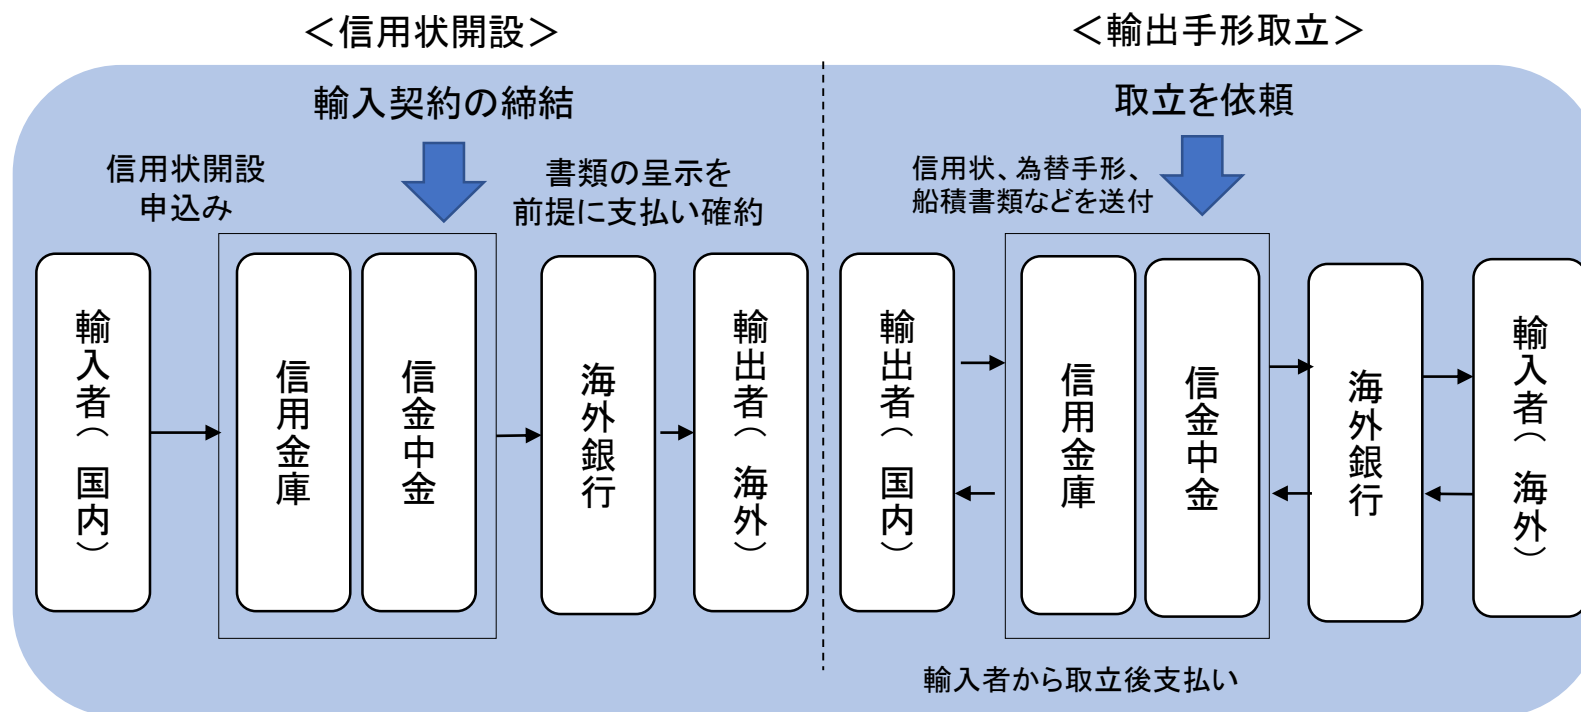 ＜信用状開設＞
輸入契約の締結
信用状開設
申込み
書類の呈示を
前提に支払い確約
輸入者（国内）
信用金庫
信金中金
海外銀行
輸出者（海外）
＜輸出手形取立＞
取立を依頼
信用状、為替手形、
船積書類などを送付
輸出者（国内）
信用金庫
信金中金
海外銀行
輸入者（海外）
輸入者から取立後支払い